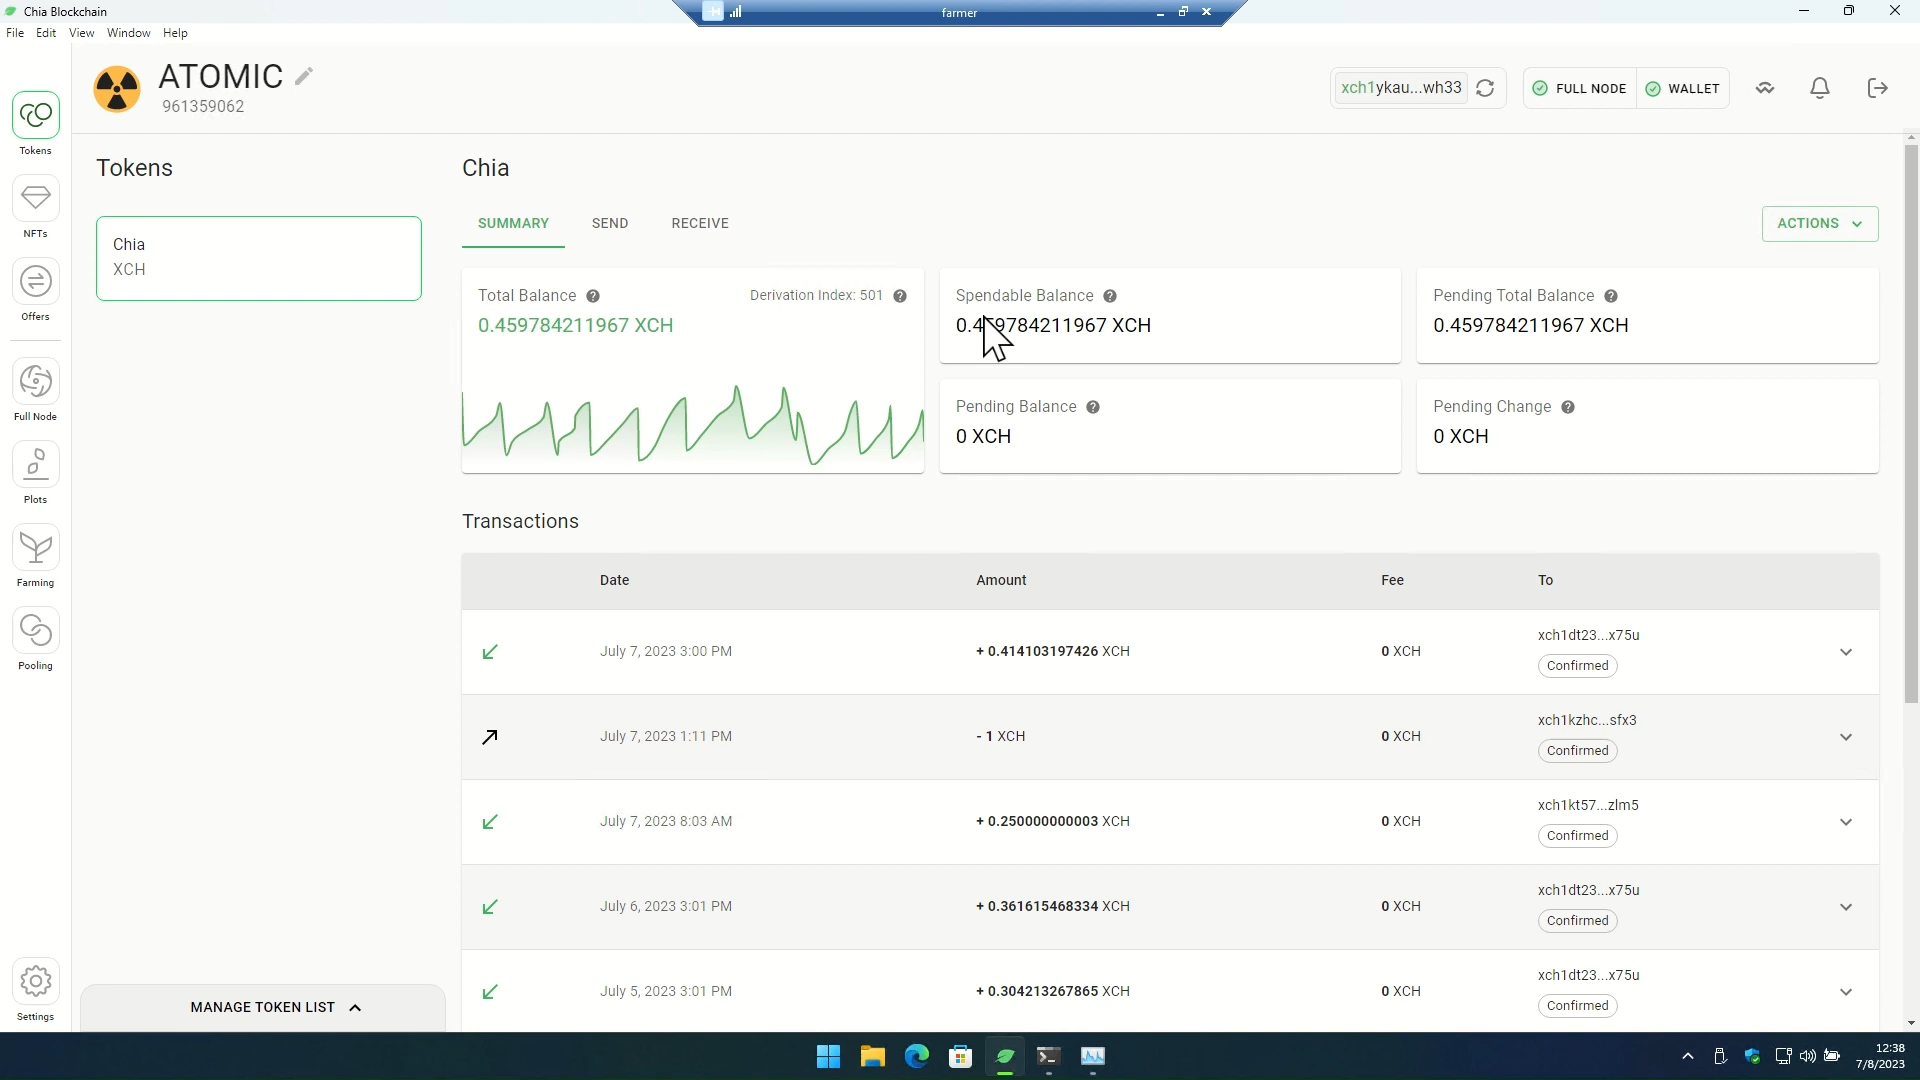 Chia Blockchain
farmer
File Edit View Window Help
ATOMIC
961359062
xch1ykau...wh33
FULL NODE
WALLET
Tokens
NFTs
Offers
Full Node
Plots
Farming
Pooling
Settings
Tokens
Chia
XCH
MANAGE TOKEN LIST
Chia
SUMMARY SEND RECEIVE
ACTIONS
Total Balance
Derivation Index: 501
0.459784211967 XCH
Spendable Balance
0.459784211967 XCH
Pending Total Balance
0.459784211967 XCH
Pending Balance
0 XCH
Pending Change
0 XCH
Transactions
Date Amount Fee To
July 7, 2023 3:00 PM + 0.414103197426 XCH 0 XCH xch1dt23...x75u
Confirmed
July 7, 2023 1:11 PM - 1 XCH 0 XCH xch1kzhc...sfx3
Confirmed
July 7, 2023 8:03 AM + 0.250000000003 XCH 0 XCH xch1kt57...zlm5
Confirmed
July 6, 2023 3:01 PM + 0.361615468334 XCH 0 XCH xch1dt23...x75u
Confirmed
July 5, 2023 3:01 PM + 0.304213267865 XCH 0 XCH xch1dt23...x75u
Confirmed
12:38
7/8/2023